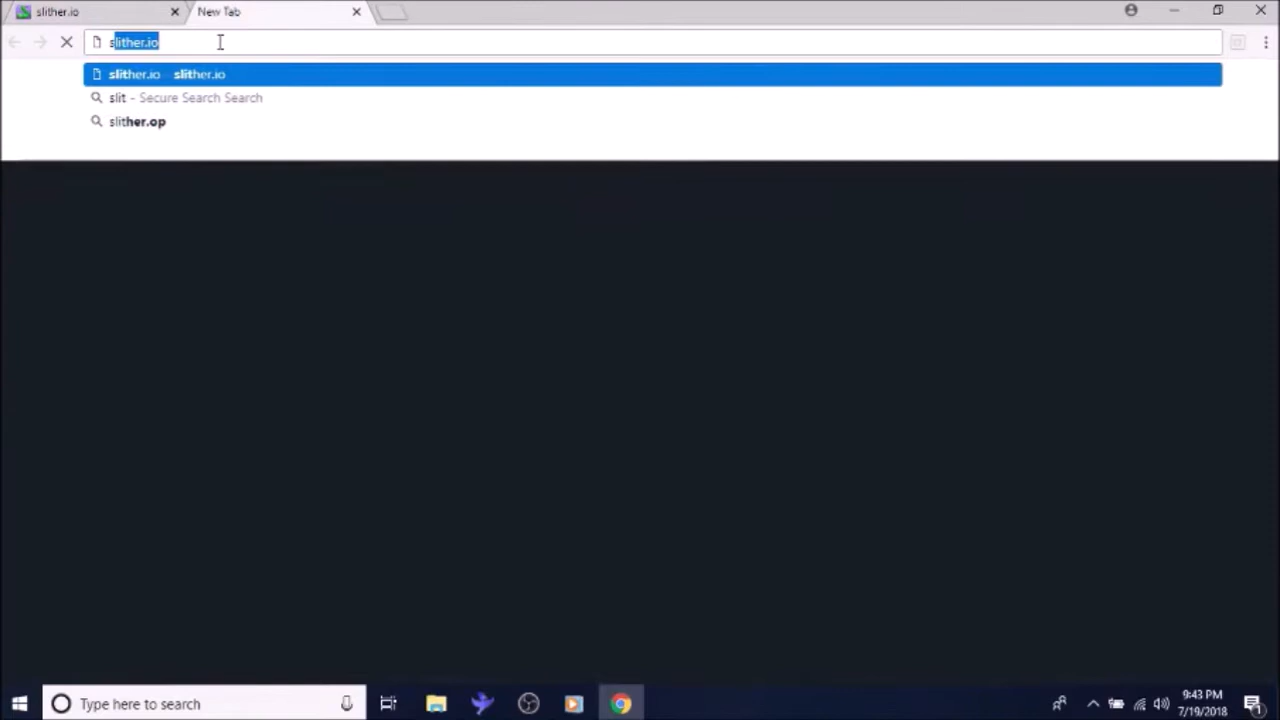 slither.io
New Tab
slither.io
slither.io slither.io
slit - Secure Search Search
slither.op
Type here to search
9:43 PM
7/19/2018
1